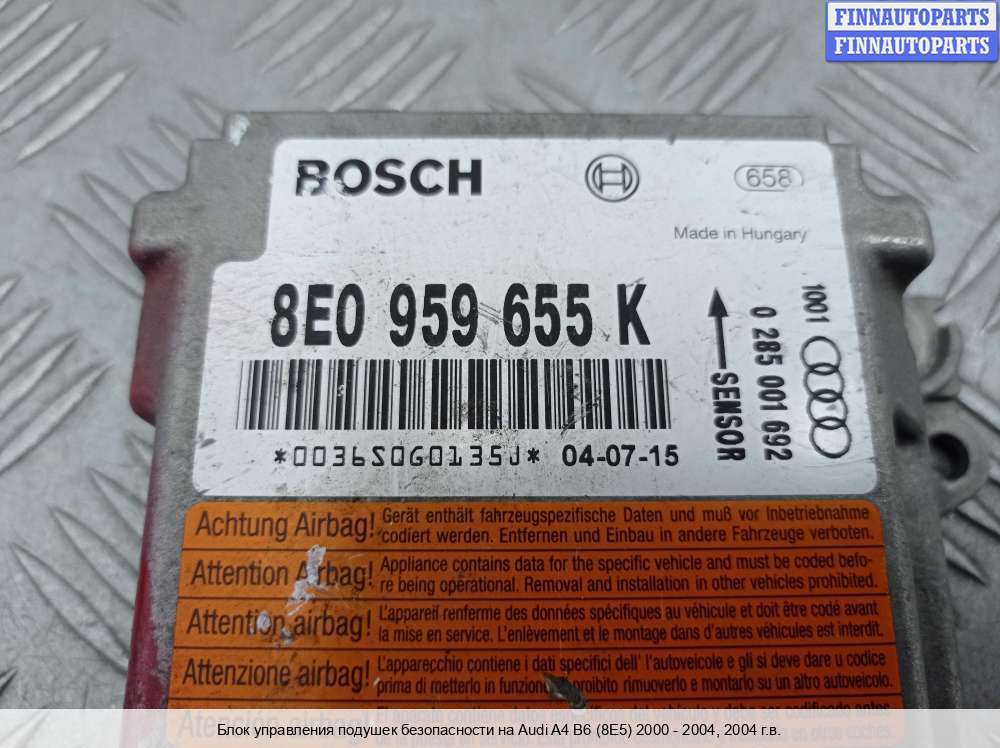 FINNAUTOPARTS
FINNAUTOPARTS
BOSCH
658
Made in Hungary
8E0 959 655 K
SENSOR
0 285 001 692
1001
*0036S0G0135J* 04-07-15
Achtung Airbag! Gerät enthält fahrzeugspezifische Daten und muß vor Inbetriebnahme
codiert werden. Entfernen und Einbau in andere Fahrzeuge verboten.
Attention Airbag! Appliance contains data for the specific vehicle and must be coded befo-
re being operational. Removal and installation in other vehicles prohibited.
Attention airbag! L'appareil renferme des données spécifiques au véhicule et doit être codé avant
la mise en service. L'enlèvement et le montage dans d'autres véhicules est interdit.
Attenzione airbag! L'apparecchio contiene i dati specifici dell' l'autoveicolo e gli si deve dare u codice
prima di metterlo in funzione proibito rimuoverlo e montarlo su un altro autoveicolo.
Atención airbag!
Блок управления подушек безопасности на Audi A4 B6 (8E5) 2000 - 2004, 2004 г.в.